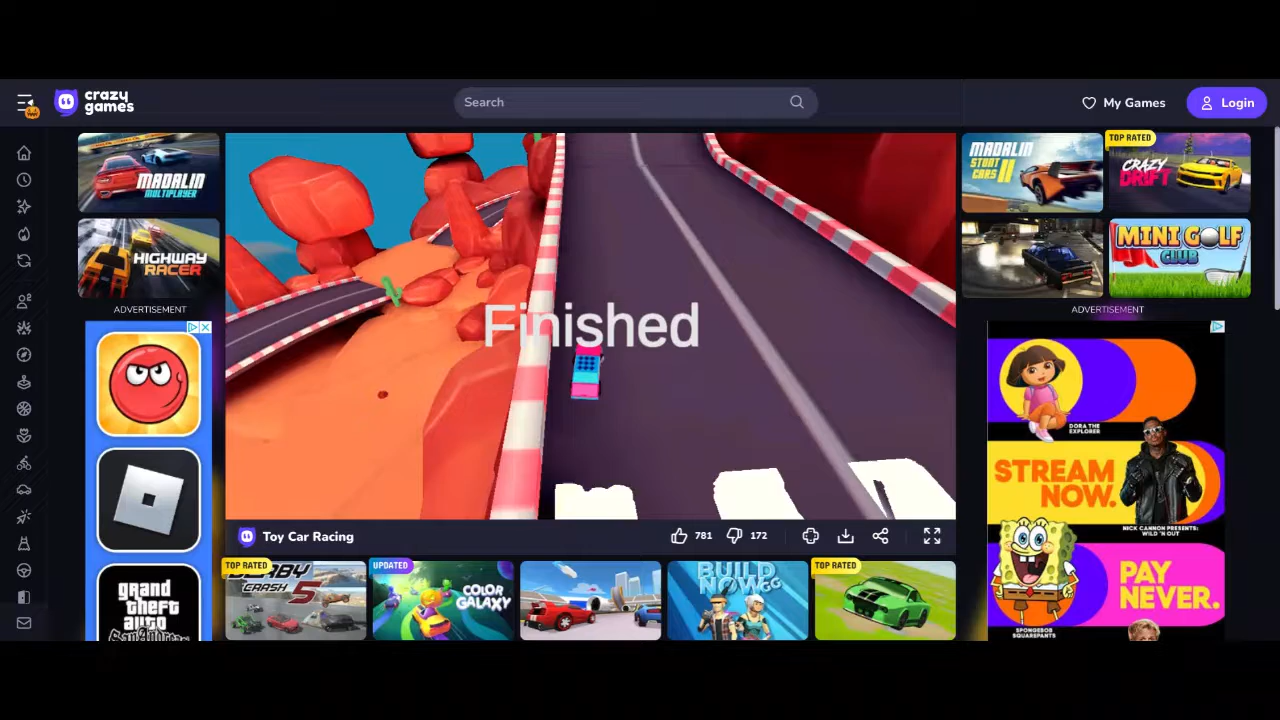 crazy
games
Search
My Games
Login
MADALIN
MULTIPLAYER
HIGHWAY
RACER
ADVERTISEMENT
Finished
MADALIN
STUNT
CARS II
TOP RATED
CRAZY
DRIFT
MINI GOLF
CLUB
ADVERTISEMENT
grand
theft
auto
San Andreas
DORA THE
EXPLORER
STREAM
NOW.
NICK CANNON PRESENTS:
WILD 'N OUT
PAY
NEVER.
SPONGEBOB
SQUAREPANTS
Toy Car Racing
781
172
TOP RATED
DERBY
CRASH 5
UPDATED
COLOR
GALAXY
BUILD
NOW GG
TOP RATED